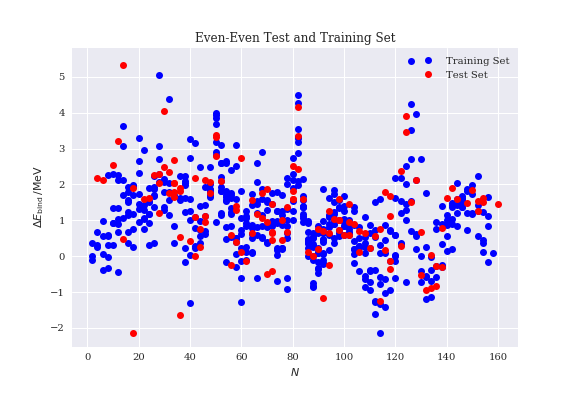 Even-Even Test and Training Set
Training Set
Test Set
ΔE_bind /MeV
5
4
3
2
1
0
−1
−2
0 20 40 60 80 100 120 140 160
N